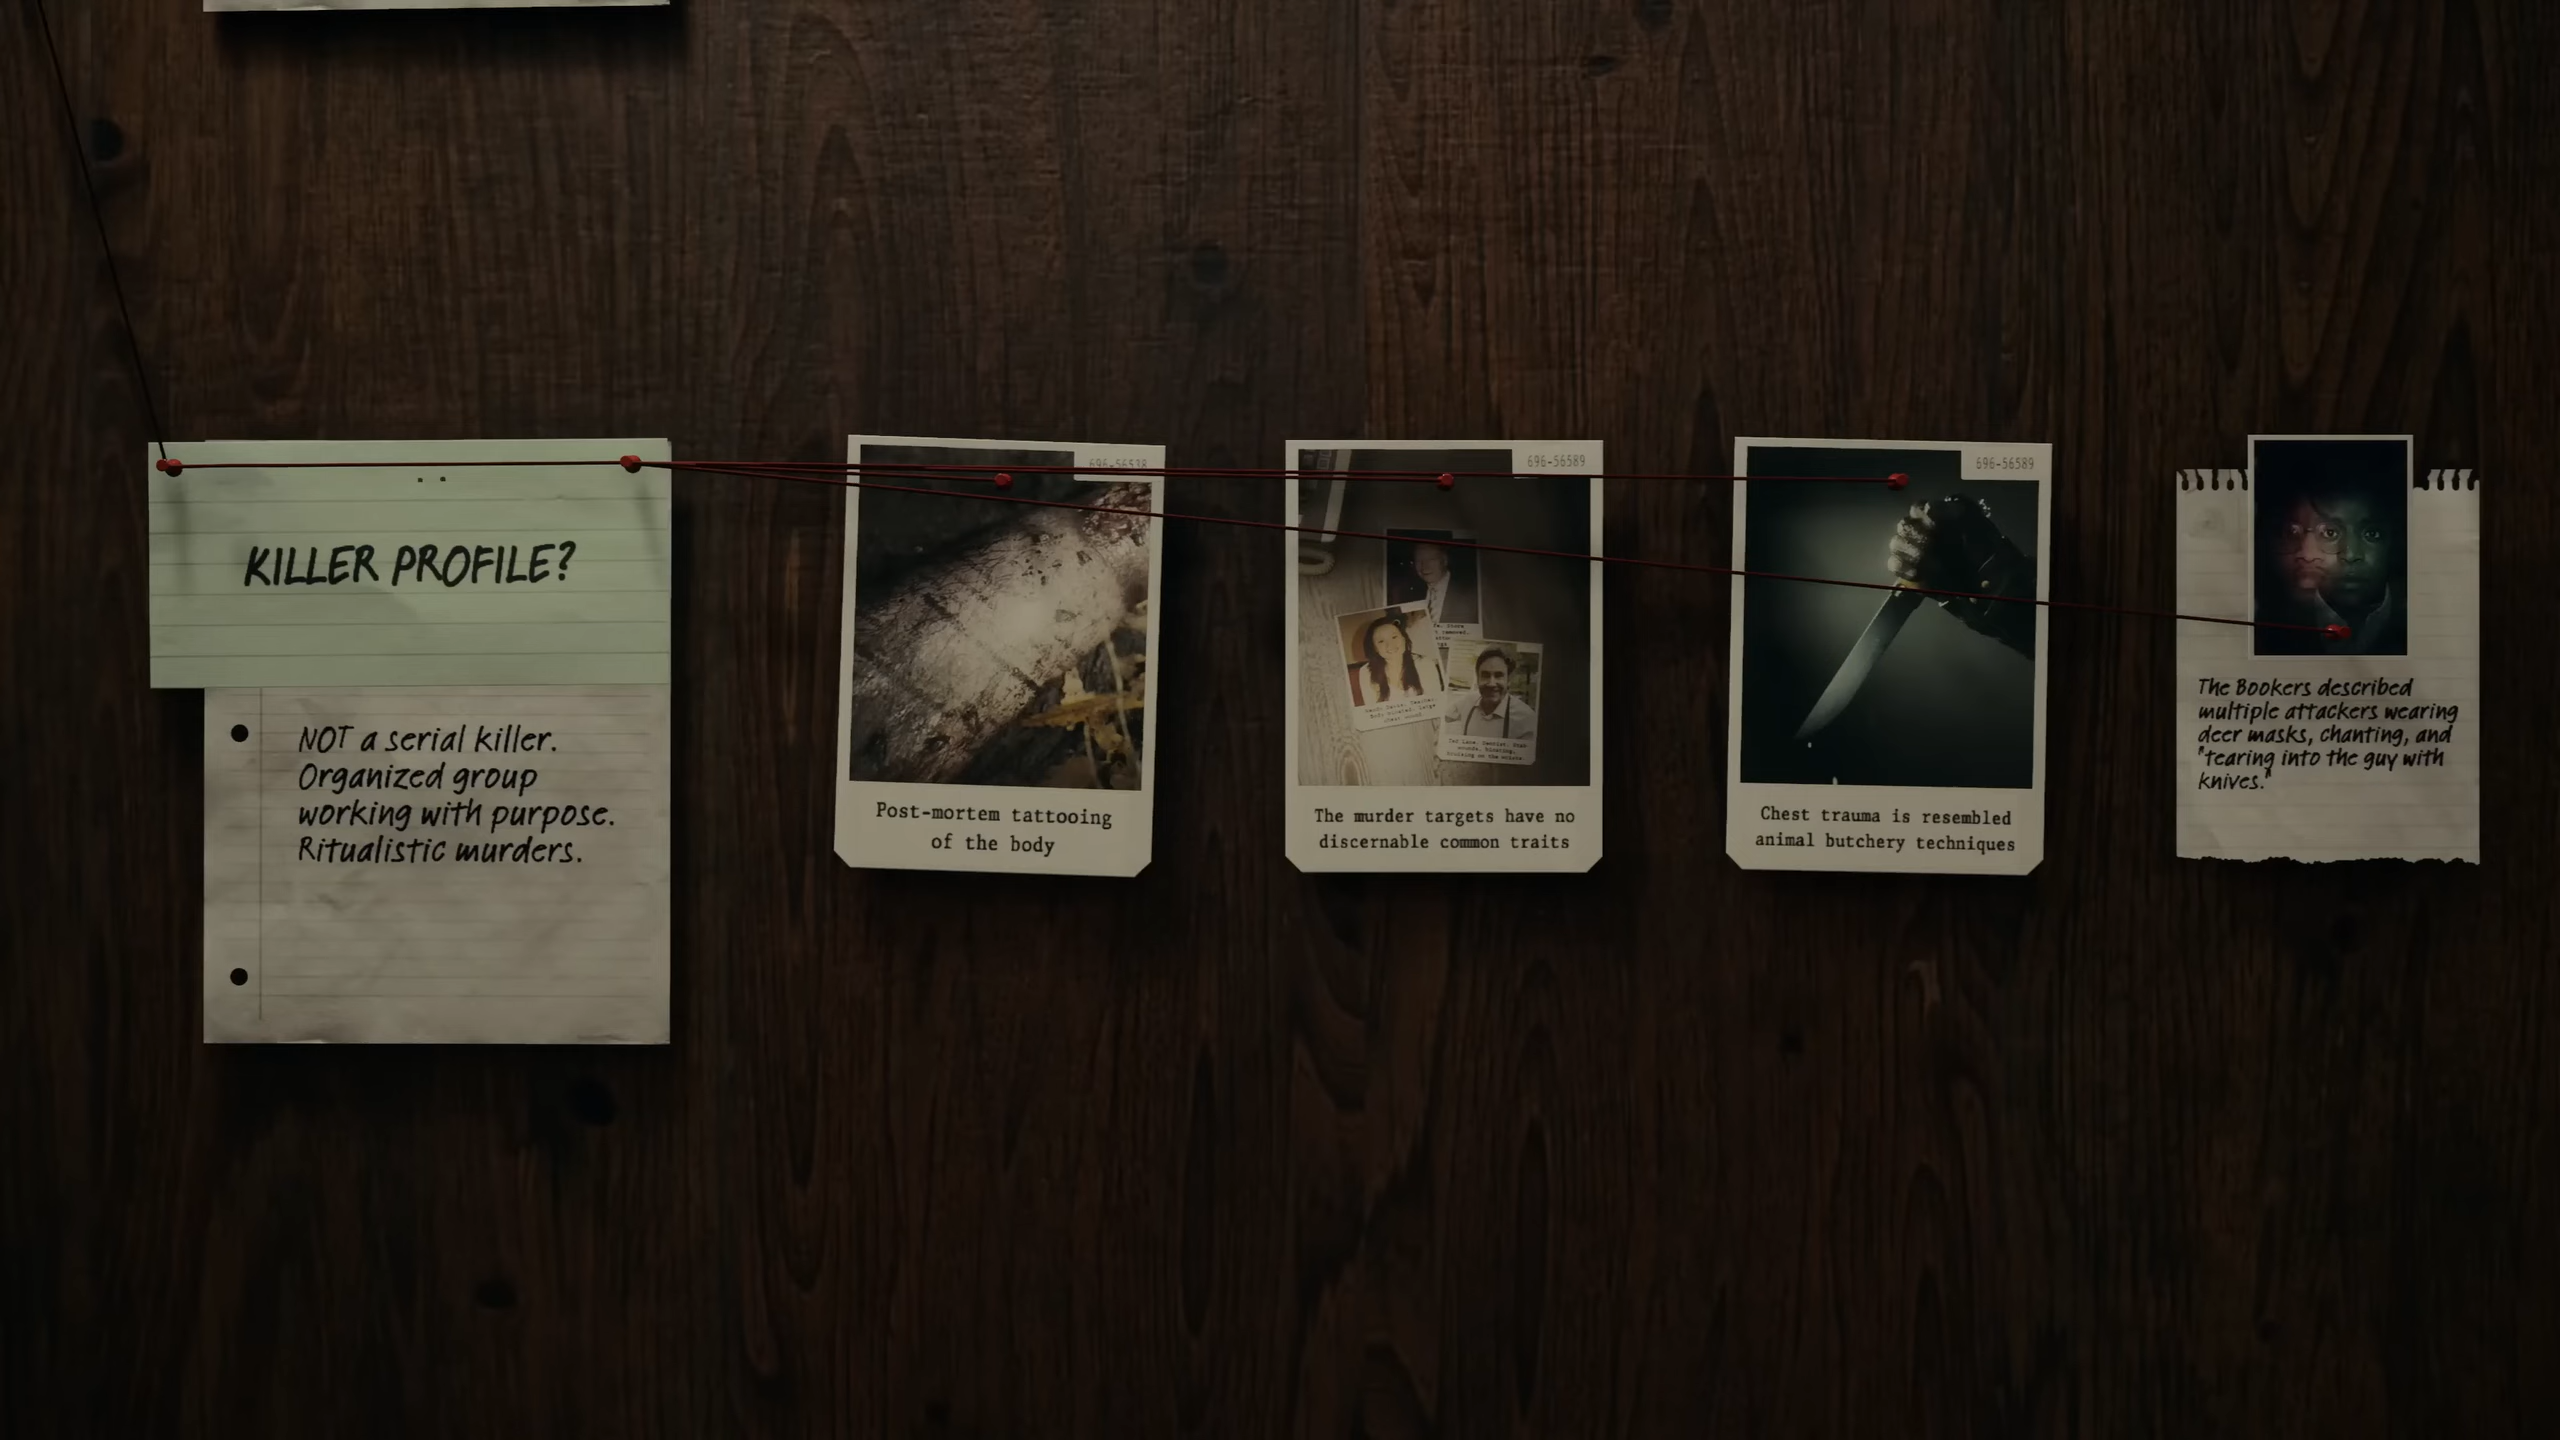 KILLER PROFILE?
NOT a serial killer.
Organized group
working with purpose.
Ritualistic murders.
696-56538
Post-mortem tattooing
of the body
696-56589
The murder targets have no
discernable common traits
696-56589
Chest trauma is resembled
animal butchery techniques
The Bookers described
multiple attackers wearing
deer masks, chanting, and
"tearing into the guy with
knives."